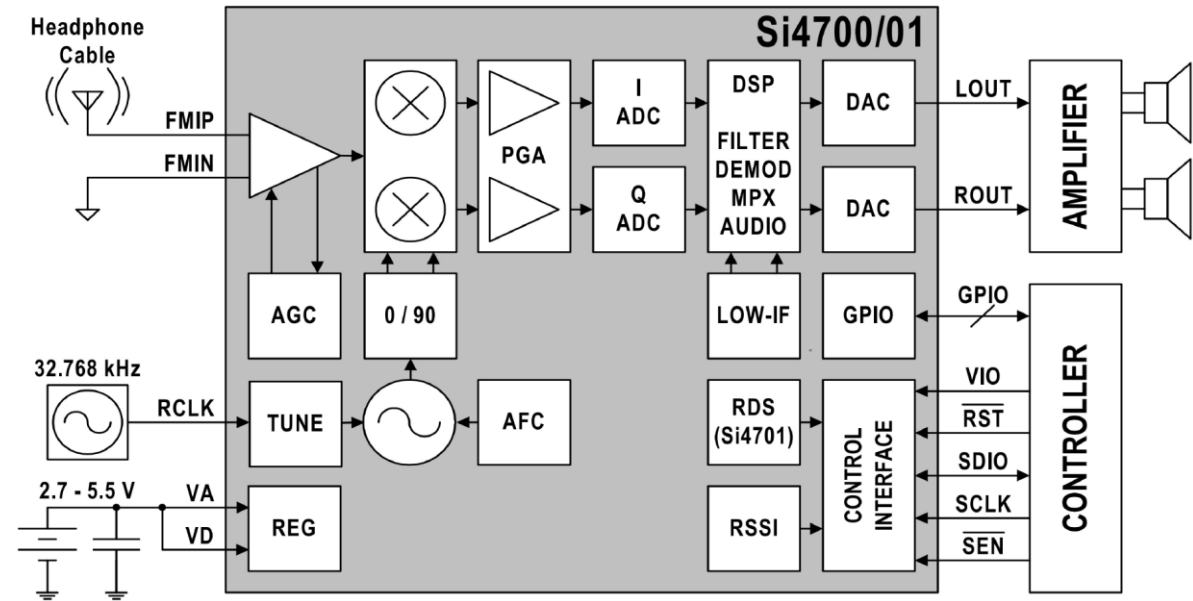 Si4700/01
Headphone
Cable
FMIP
FMIN
PGA
I
ADC
Q
ADC
DSP
FILTER
DEMOD
MPX
AUDIO
DAC
DAC
LOUT
ROUT
AMPLIFIER
AGC
0 / 90
LOW-IF
GPIO
GPIO
32.768 kHz
RCLK
TUNE
AFC
RDS
(Si4701)
CONTROL
INTERFACE
VIO
RST
SDIO
SCLK
SEN
CONTROLLER
2.7 - 5.5 V
VA
VD
REG
RSSI